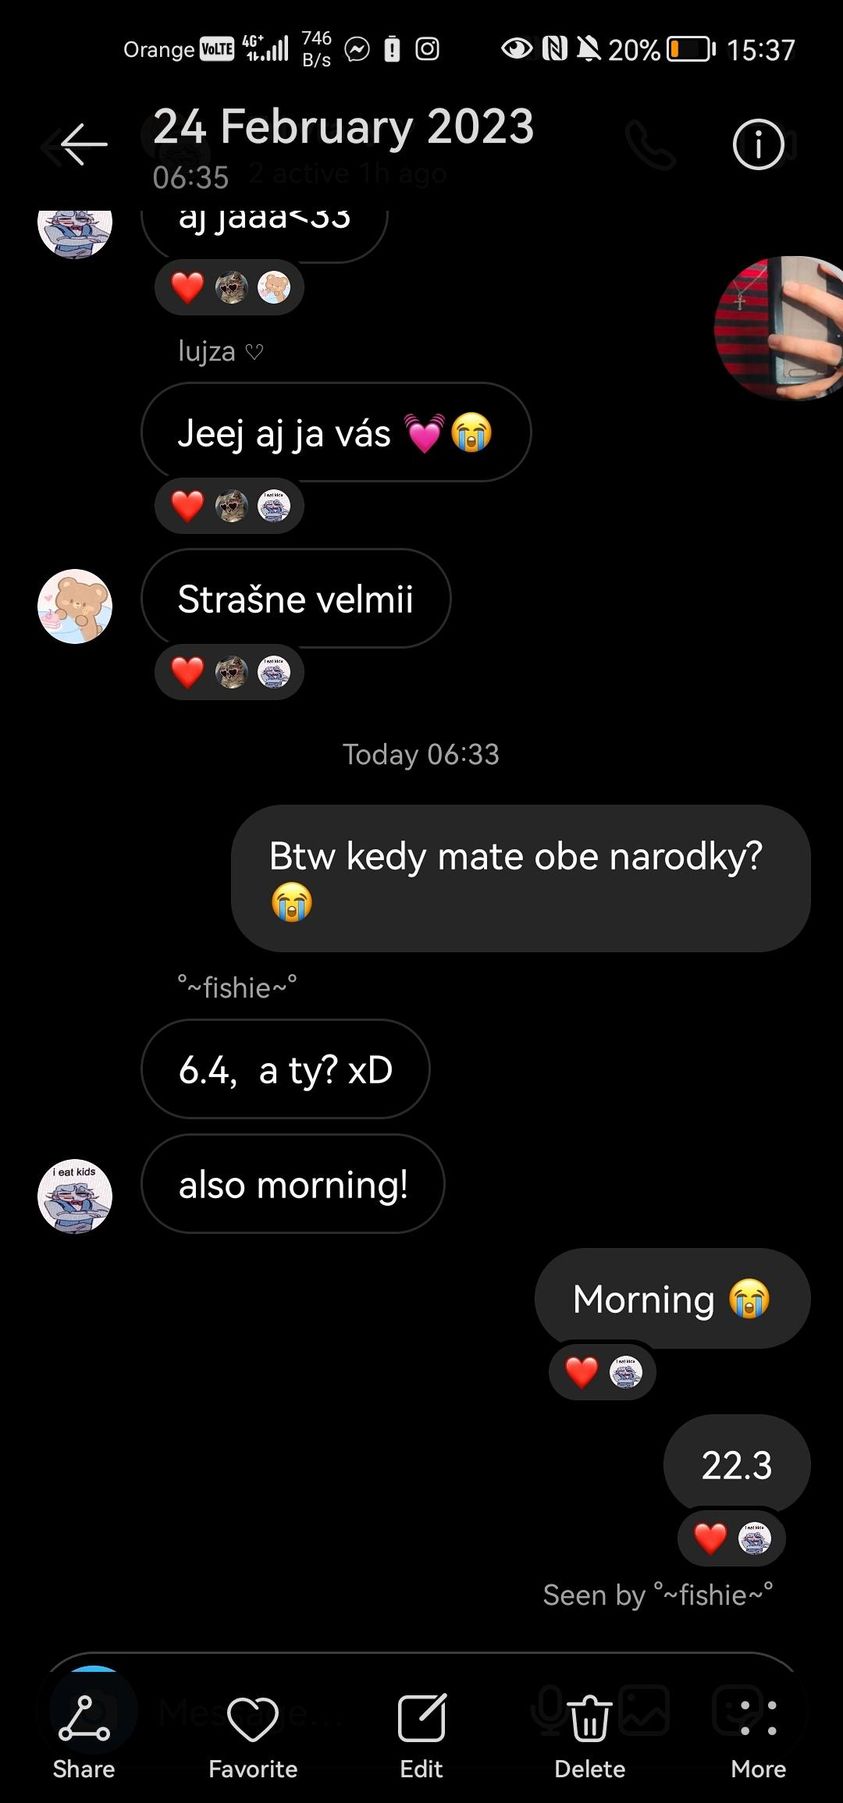 Orange VoLTE 4G+ 746 B/s 20% 15:37
24 February 2023
06:35 2 active 1h ago
aj jaaa<33
lujza ♡
Jeej aj ja vás 💓😭
Strašne velmii
Today 06:33
Btw kedy mate obe narodky?
😭
°~fishie~°
6.4, a ty? xD
also morning!
i eat kids
Morning 😭
22.3
Seen by °~fishie~°
Message...
Share Favorite Edit Delete More